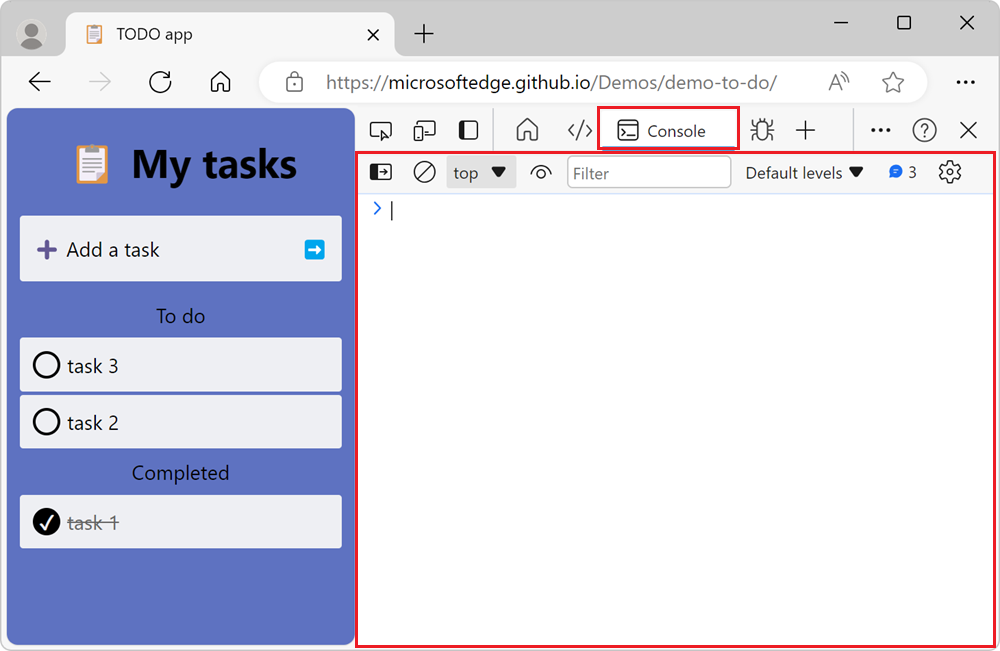 TODO app
https://microsoftedge.github.io/Demos/demo-to-do/
Console
top
Filter
Default levels
3
My tasks
Add a task
To do
task 3
task 2
Completed
task 1